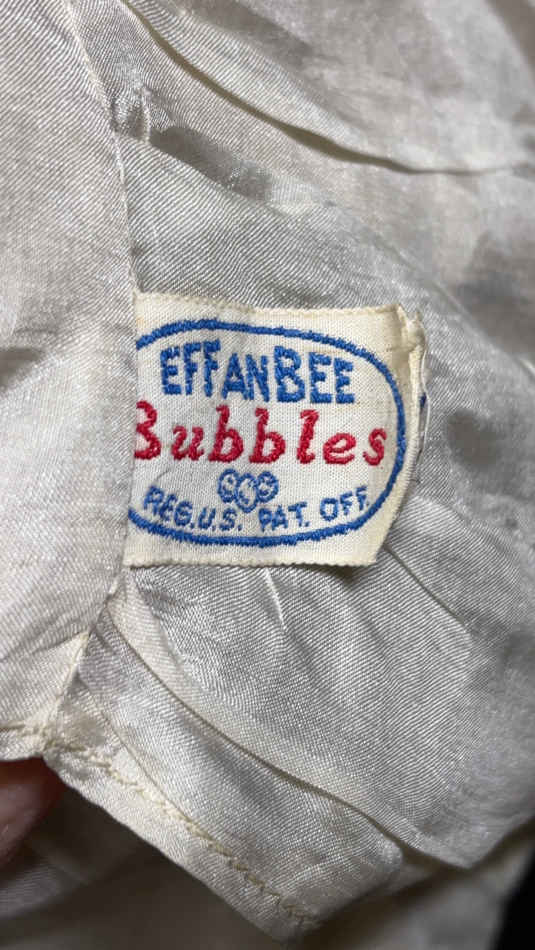 EFFANBEE
Bubbles
REG.U.S. PAT. OFF.